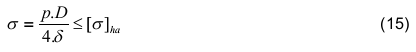 σ = p.D / 4.δ ≤ [σ]ha (15)